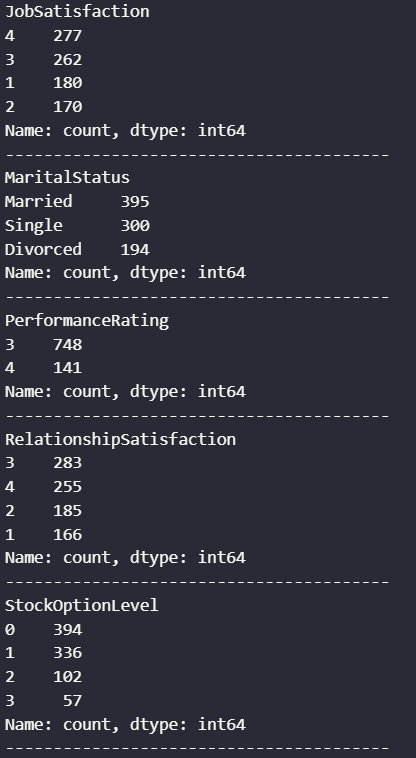 JobSatisfaction
4    277
3    262
1    180
2    170
Name: count, dtype: int64
----------------------------------------
MaritalStatus
Married     395
Single      300
Divorced    194
Name: count, dtype: int64
----------------------------------------
PerformanceRating
3    748
4    141
Name: count, dtype: int64
----------------------------------------
RelationshipSatisfaction
3    283
4    255
2    185
1    166
Name: count, dtype: int64
----------------------------------------
StockOptionLevel
0    394
1    336
2    102
3     57
Name: count, dtype: int64
----------------------------------------